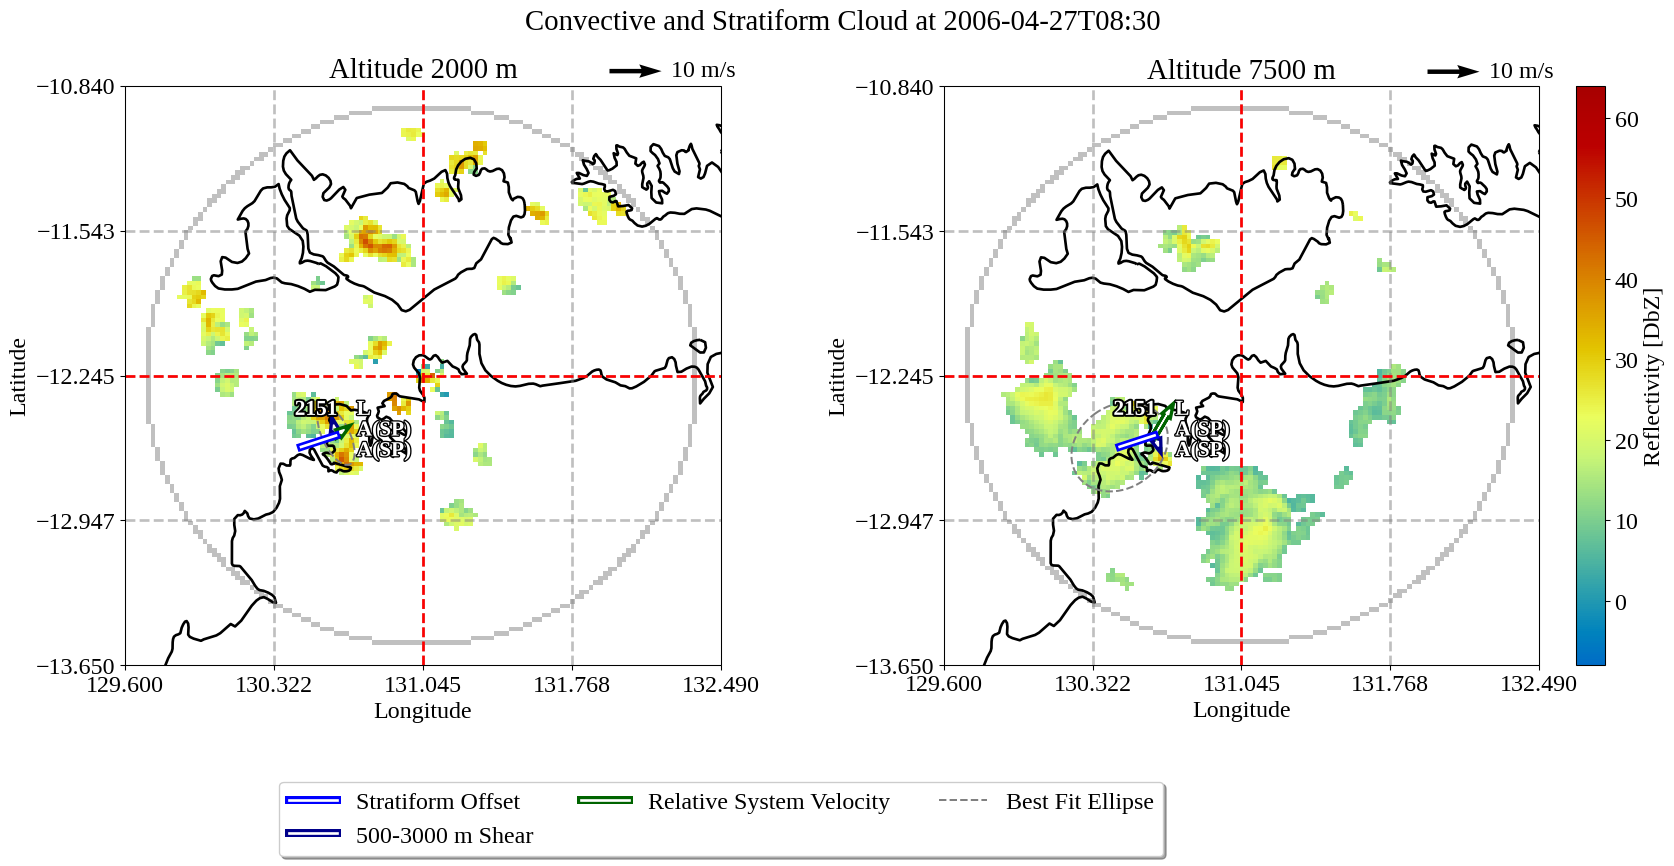 Convective and Stratiform Cloud at 2006-04-27T08:30
Altitude 2000 m
10 m/s
Altitude 7500 m
10 m/s
−10.840
−11.543
−12.245
−12.947
−13.650
Latitude
129.600
130.322
131.045
131.768
132.490
Longitude
2151
L
A(SP)
A(SP)
−10.840
−11.543
−12.245
−12.947
−13.650
Latitude
129.600
130.322
131.045
131.768
132.490
Longitude
2151
L
A(SP)
A(SP)
60
50
40
30
20
10
0
Reflectivity [DbZ]
Stratiform Offset
500-3000 m Shear
Relative System Velocity
Best Fit Ellipse